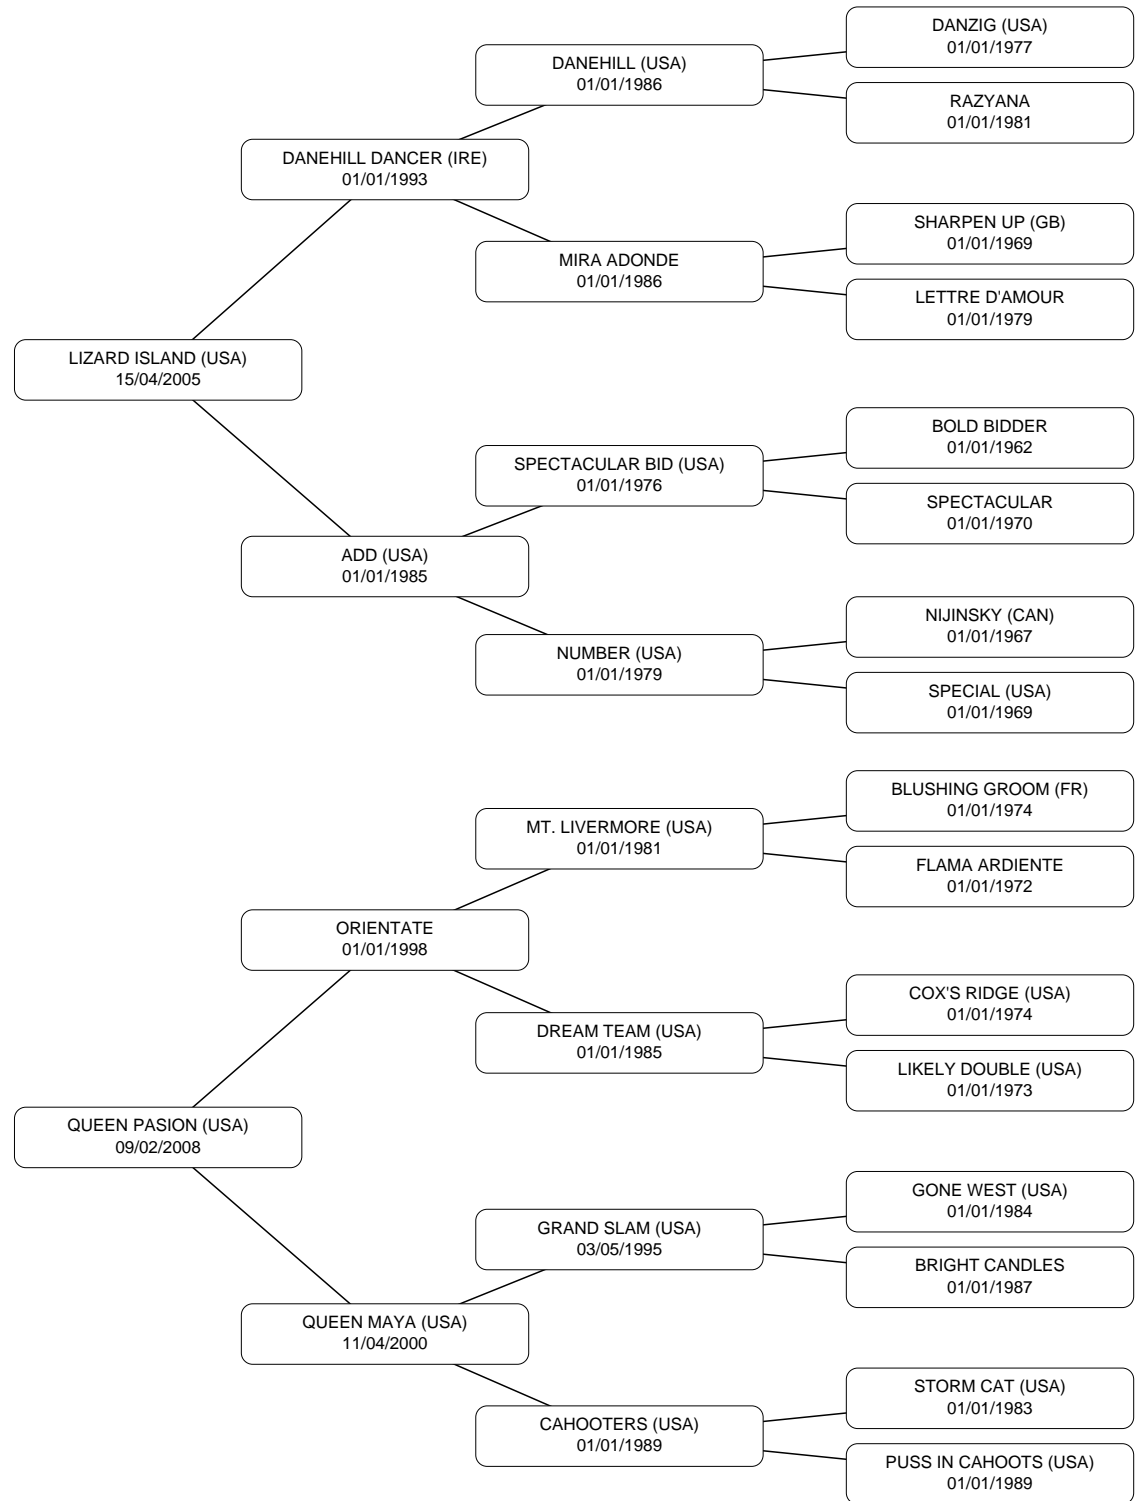 DANZIG (USA)
01/01/1977
DANEHILL (USA)
01/01/1986
RAZYANA
01/01/1981
DANEHILL DANCER (IRE)
01/01/1993
SHARPEN UP (GB)
01/01/1969
MIRA ADONDE
01/01/1986
LETTRE D'AMOUR
01/01/1979
LIZARD ISLAND (USA)
15/04/2005
BOLD BIDDER
01/01/1962
SPECTACULAR BID (USA)
01/01/1976
SPECTACULAR
01/01/1970
ADD (USA)
01/01/1985
NIJINSKY (CAN)
01/01/1967
NUMBER (USA)
01/01/1979
SPECIAL (USA)
01/01/1969
BLUSHING GROOM (FR)
01/01/1974
MT. LIVERMORE (USA)
01/01/1981
FLAMA ARDIENTE
01/01/1972
ORIENTATE
01/01/1998
COX'S RIDGE (USA)
01/01/1974
DREAM TEAM (USA)
01/01/1985
LIKELY DOUBLE (USA)
01/01/1973
QUEEN PASION (USA)
09/02/2008
GONE WEST (USA)
01/01/1984
GRAND SLAM (USA)
03/05/1995
BRIGHT CANDLES
01/01/1987
QUEEN MAYA (USA)
11/04/2000
STORM CAT (USA)
01/01/1983
CAHOOTERS (USA)
01/01/1989
PUSS IN CAHOOTS (USA)
01/01/1989